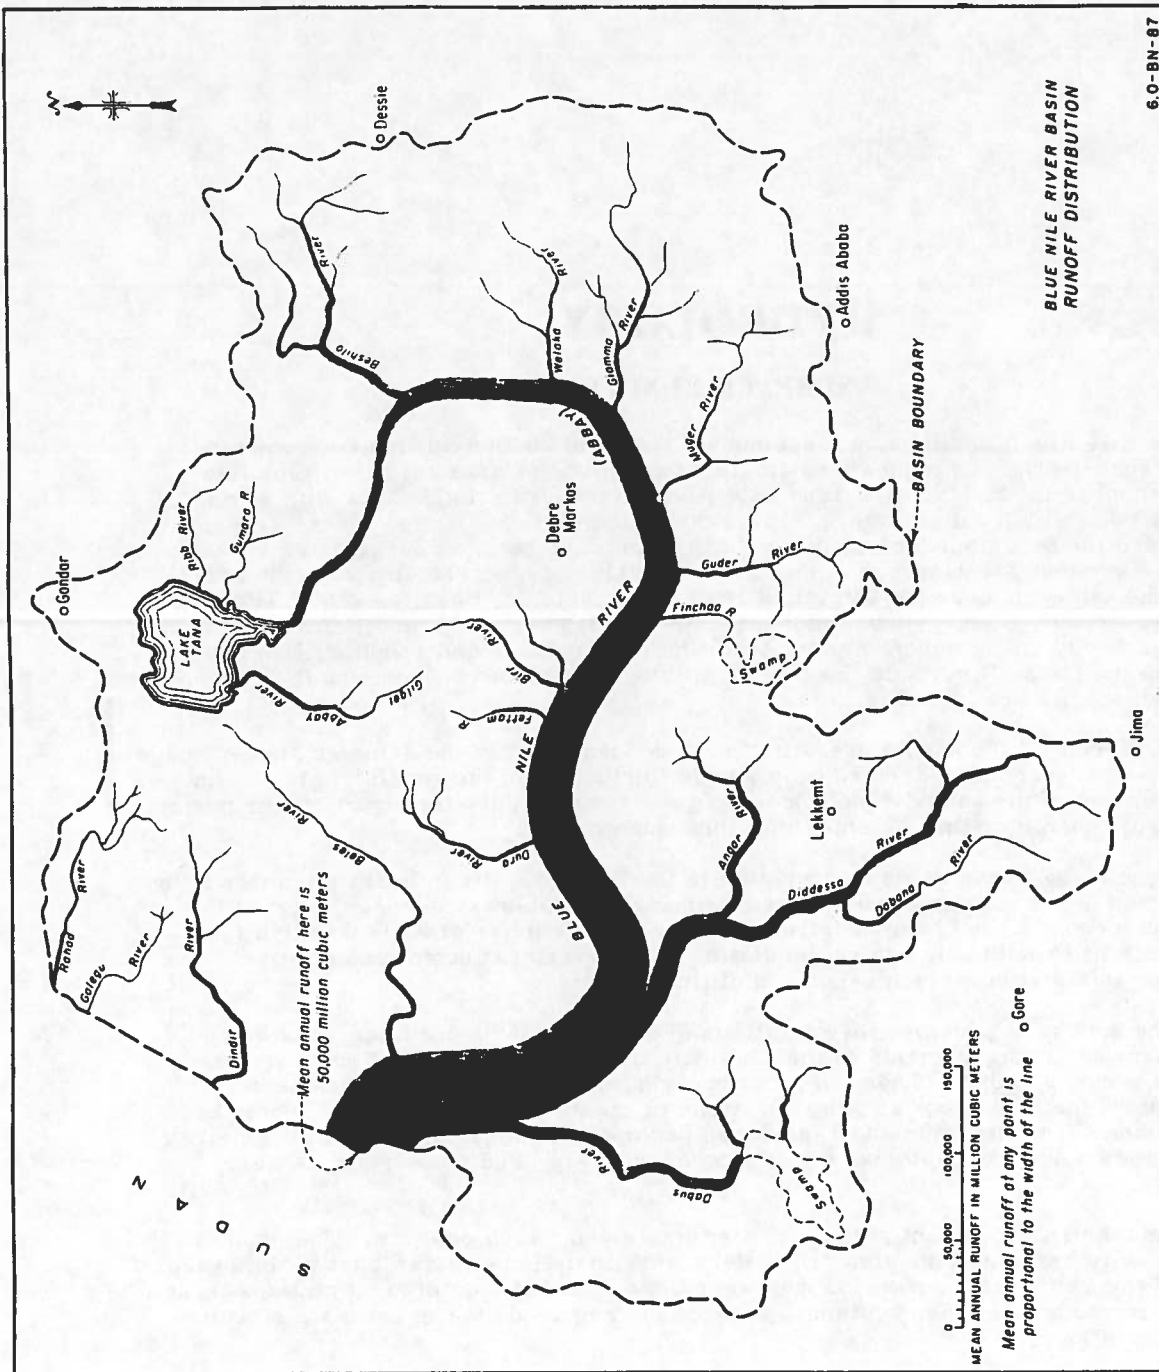 N
Gondar
Dessie
LAKE
TANA
Riab River
Gumara R
Beshilo River
Welaka River
Giamma River
Muger River
Addis Ababa
Debre
Markas
BLUE NILE RIVER (ABBAY)
Guder River
Finchaa R
Swamp
Birr River
Fettam R
Gilgel Abbay River
Dura River
Beles River
Rahad River
Galegu River
Dindir River
Mean annual runoff here is
50,000 million cubic meters
SUDAN
Angar River
Lekkemt
Diddessa River
Dabana River
Jima
Gore
Dabus River
Swamp
BASIN BOUNDARY
0 50,000 100,000 150,000
MEAN ANNUAL RUNOFF IN MILLION CUBIC METERS
Mean annual runoff at any point is
proportional to the width of the line
BLUE NILE RIVER BASIN
RUNOFF DISTRIBUTION
6.0-BN-87